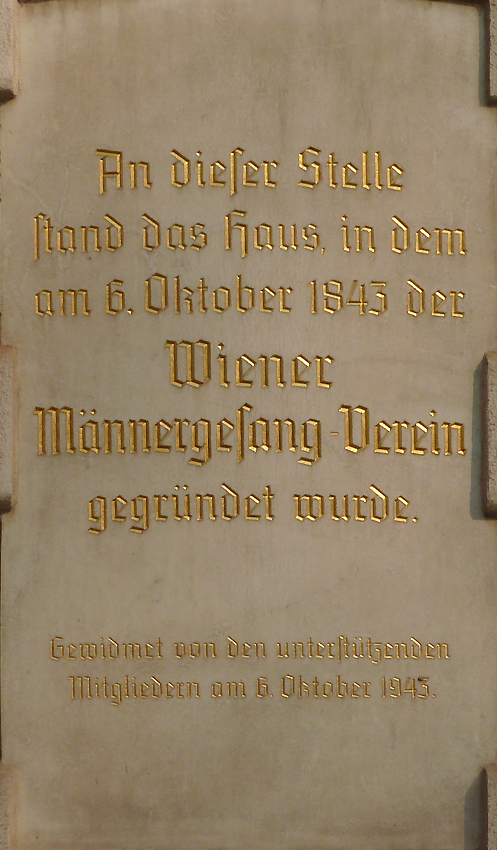 An dieſer Stelle
ſtand das Haus, in dem
am 6. Oktober 1843 der
Wiener
Männergeſang-Verein
gegründet wurde.
Gewidmet von den unterſtützenden
Mitgliedern am 6. Oktober 1943.